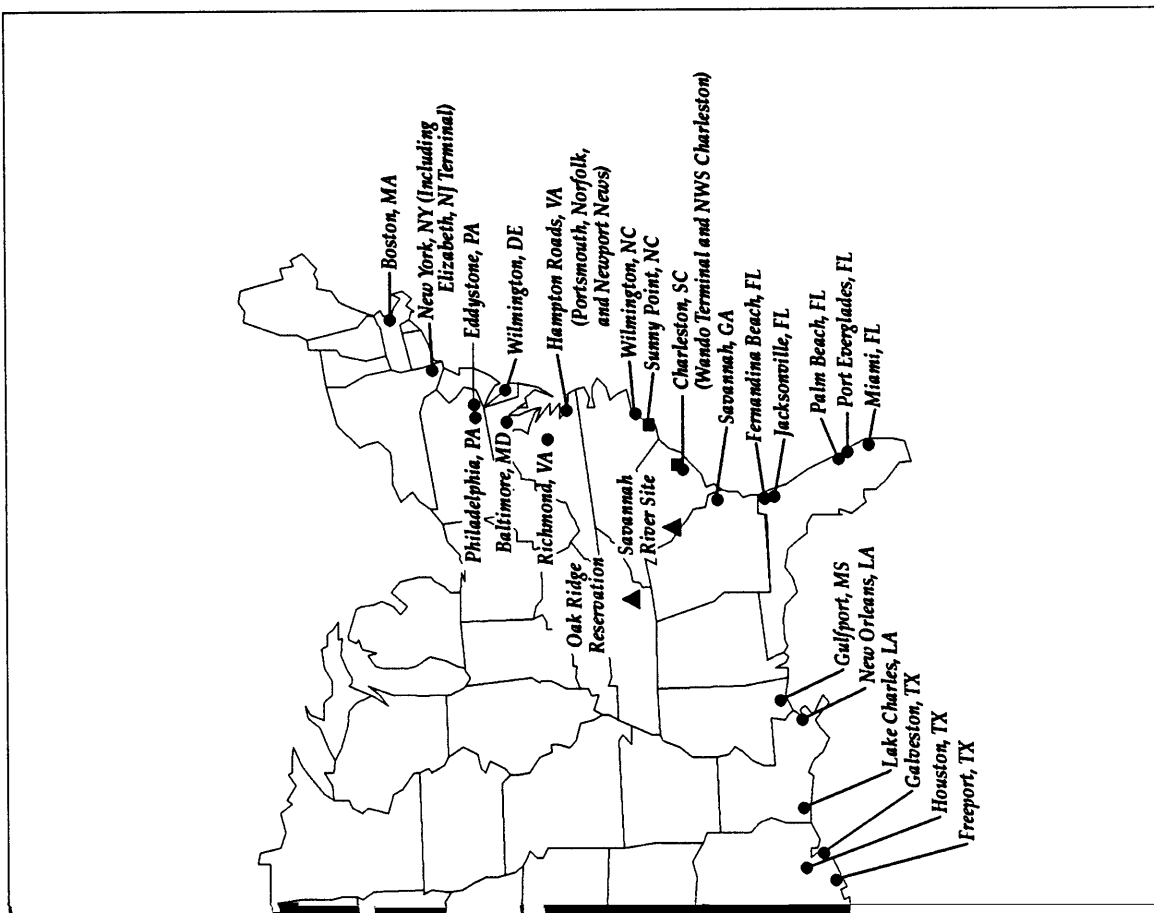 Boston, MA
New York, NY (Including
Elizabeth, NJ Terminal)
Eddystone, PA
Philadelphia, PA
Wilmington, DE
Baltimore, MD
Hampton Roads, VA
(Portsmouth, Norfolk,
and Newport News)
Richmond, VA
Wilmington, NC
Sunny Point, NC
Oak Ridge
Reservation
Savannah
River Site
Charleston, SC
(Wando Terminal and NWS Charleston)
Savannah, GA
Fernandina Beach, FL
Jacksonville, FL
Palm Beach, FL
Port Everglades, FL
Miami, FL
Gulfport, MS
New Orleans, LA
Lake Charles, LA
Galveston, TX
Houston, TX
Freeport, TX